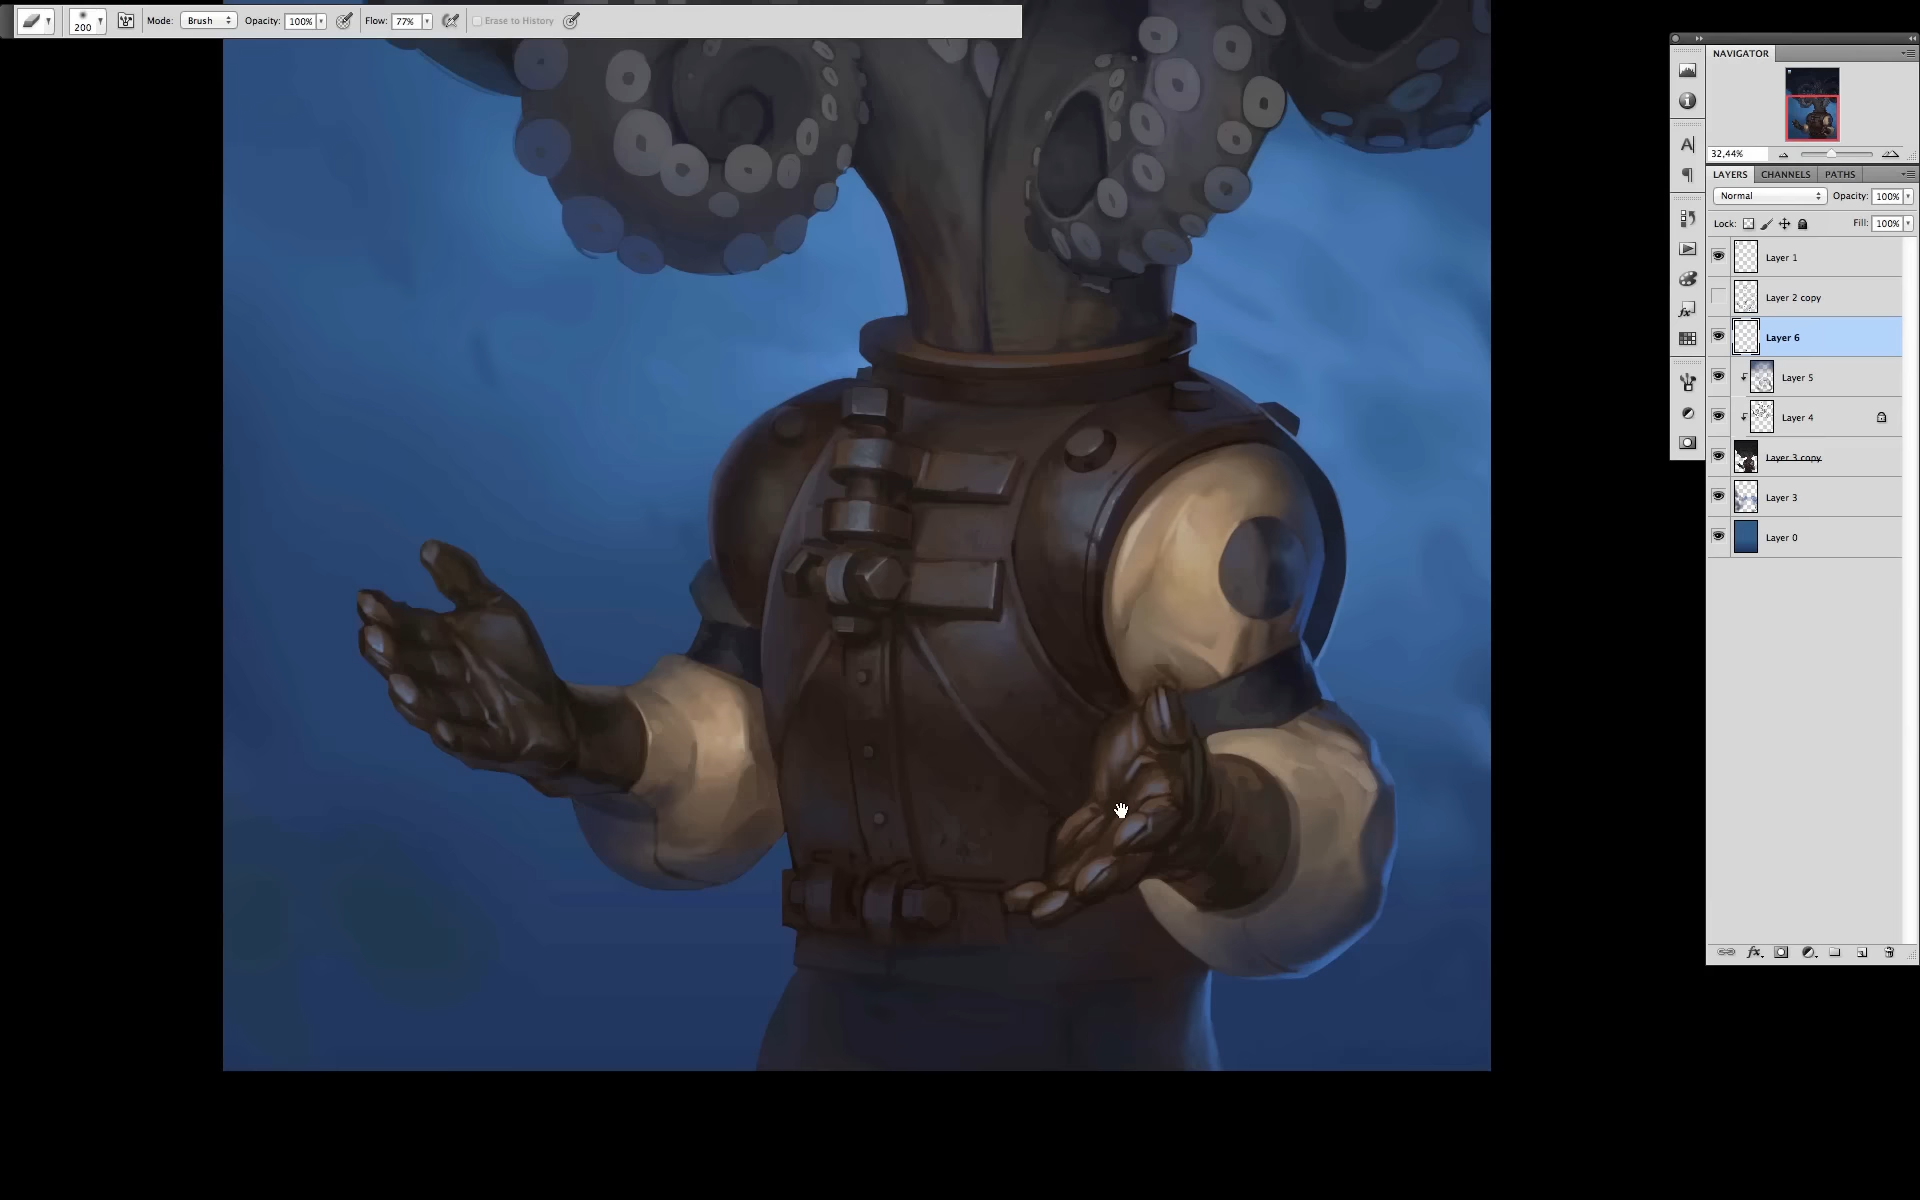 200
Mode: Brush Opacity: 100% Flow: 77% Erase to History
NAVIGATOR
32,44%
LAYERS CHANNELS PATHS
Normal Opacity: 100%
Lock: Fill: 100%
Layer 1
Layer 2 copy
Layer 6
Layer 5
Layer 4
Layer 3 copy
Layer 3
Layer 0